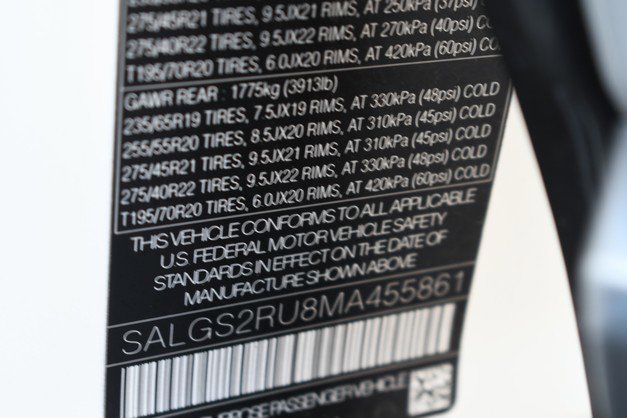 275/45R21 TIRES, 9.5JX21 RIMS, AT 250kPa (37psi)
275/40R22 TIRES, 9.5JX22 RIMS, AT 270kPa (40psi) C
T195/70R20 TIRES, 6.0JX20 RIMS, AT 420kPa (60psi) C
GAWR REAR : 1775kg (3913lb)
235/65R19 TIRES, 7.5JX19 RIMS, AT 330kPa (48psi) COLD
255/55R20 TIRES, 8.5JX20 RIMS, AT 310kPa (45psi) COLD
275/45R21 TIRES, 9.5JX21 RIMS, AT 310kPa (45psi) COLD
275/40R22 TIRES, 9.5JX22 RIMS, AT 330kPa (48psi) COLD
T195/70R20 TIRES, 6.0JX20 RIMS, AT 420kPa (60psi) COLD
THIS VEHICLE CONFORMS TO ALL APPLICABLE
U.S. FEDERAL MOTOR VEHICLE SAFETY
STANDARDS IN EFFECT ON THE DATE OF
MANUFACTURE SHOWN ABOVE
SALGS2RU8MA455861
PASSENGER VEHICLE